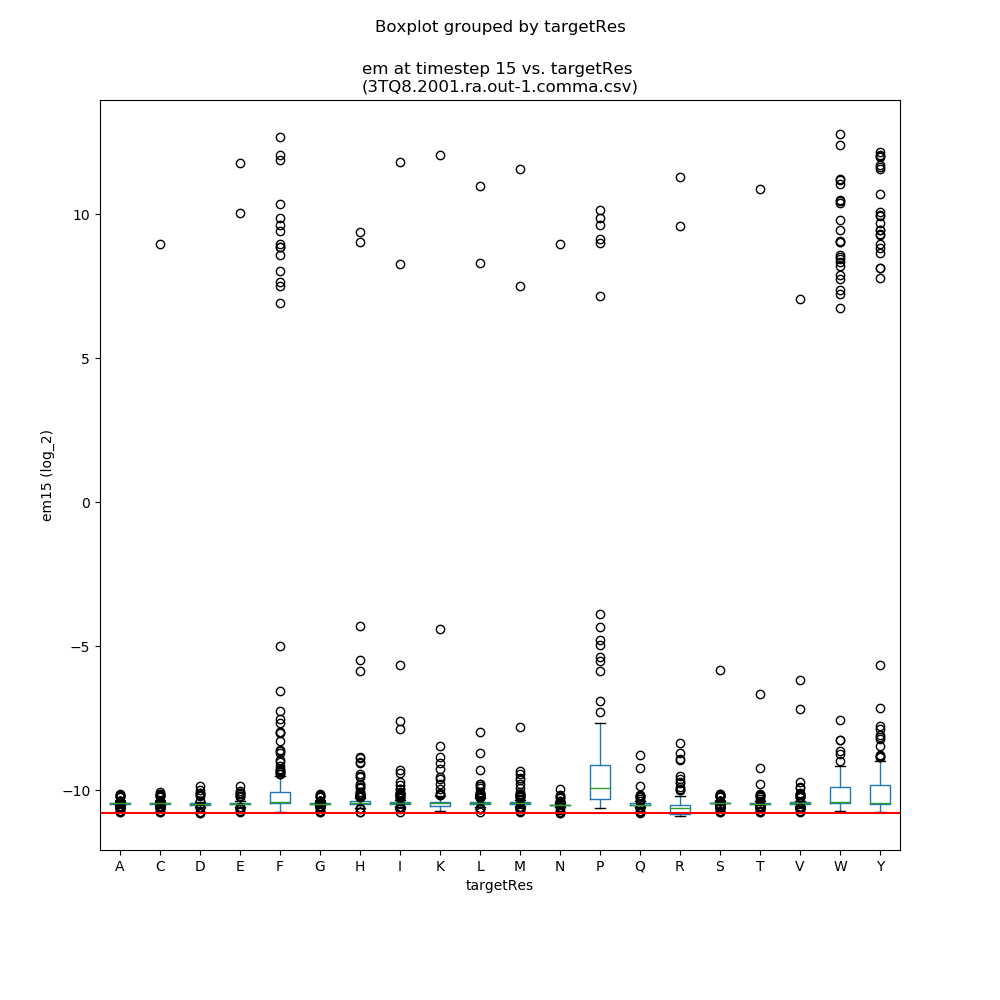 Boxplot grouped by targetRes
em at timestep 15 vs. targetRes
(3TQ8.2001.ra.out-1.comma.csv)
em15 (log_2)
10
5
0
−5
−10
A C D E F G H I K L M N P Q R S T V W Y
targetRes